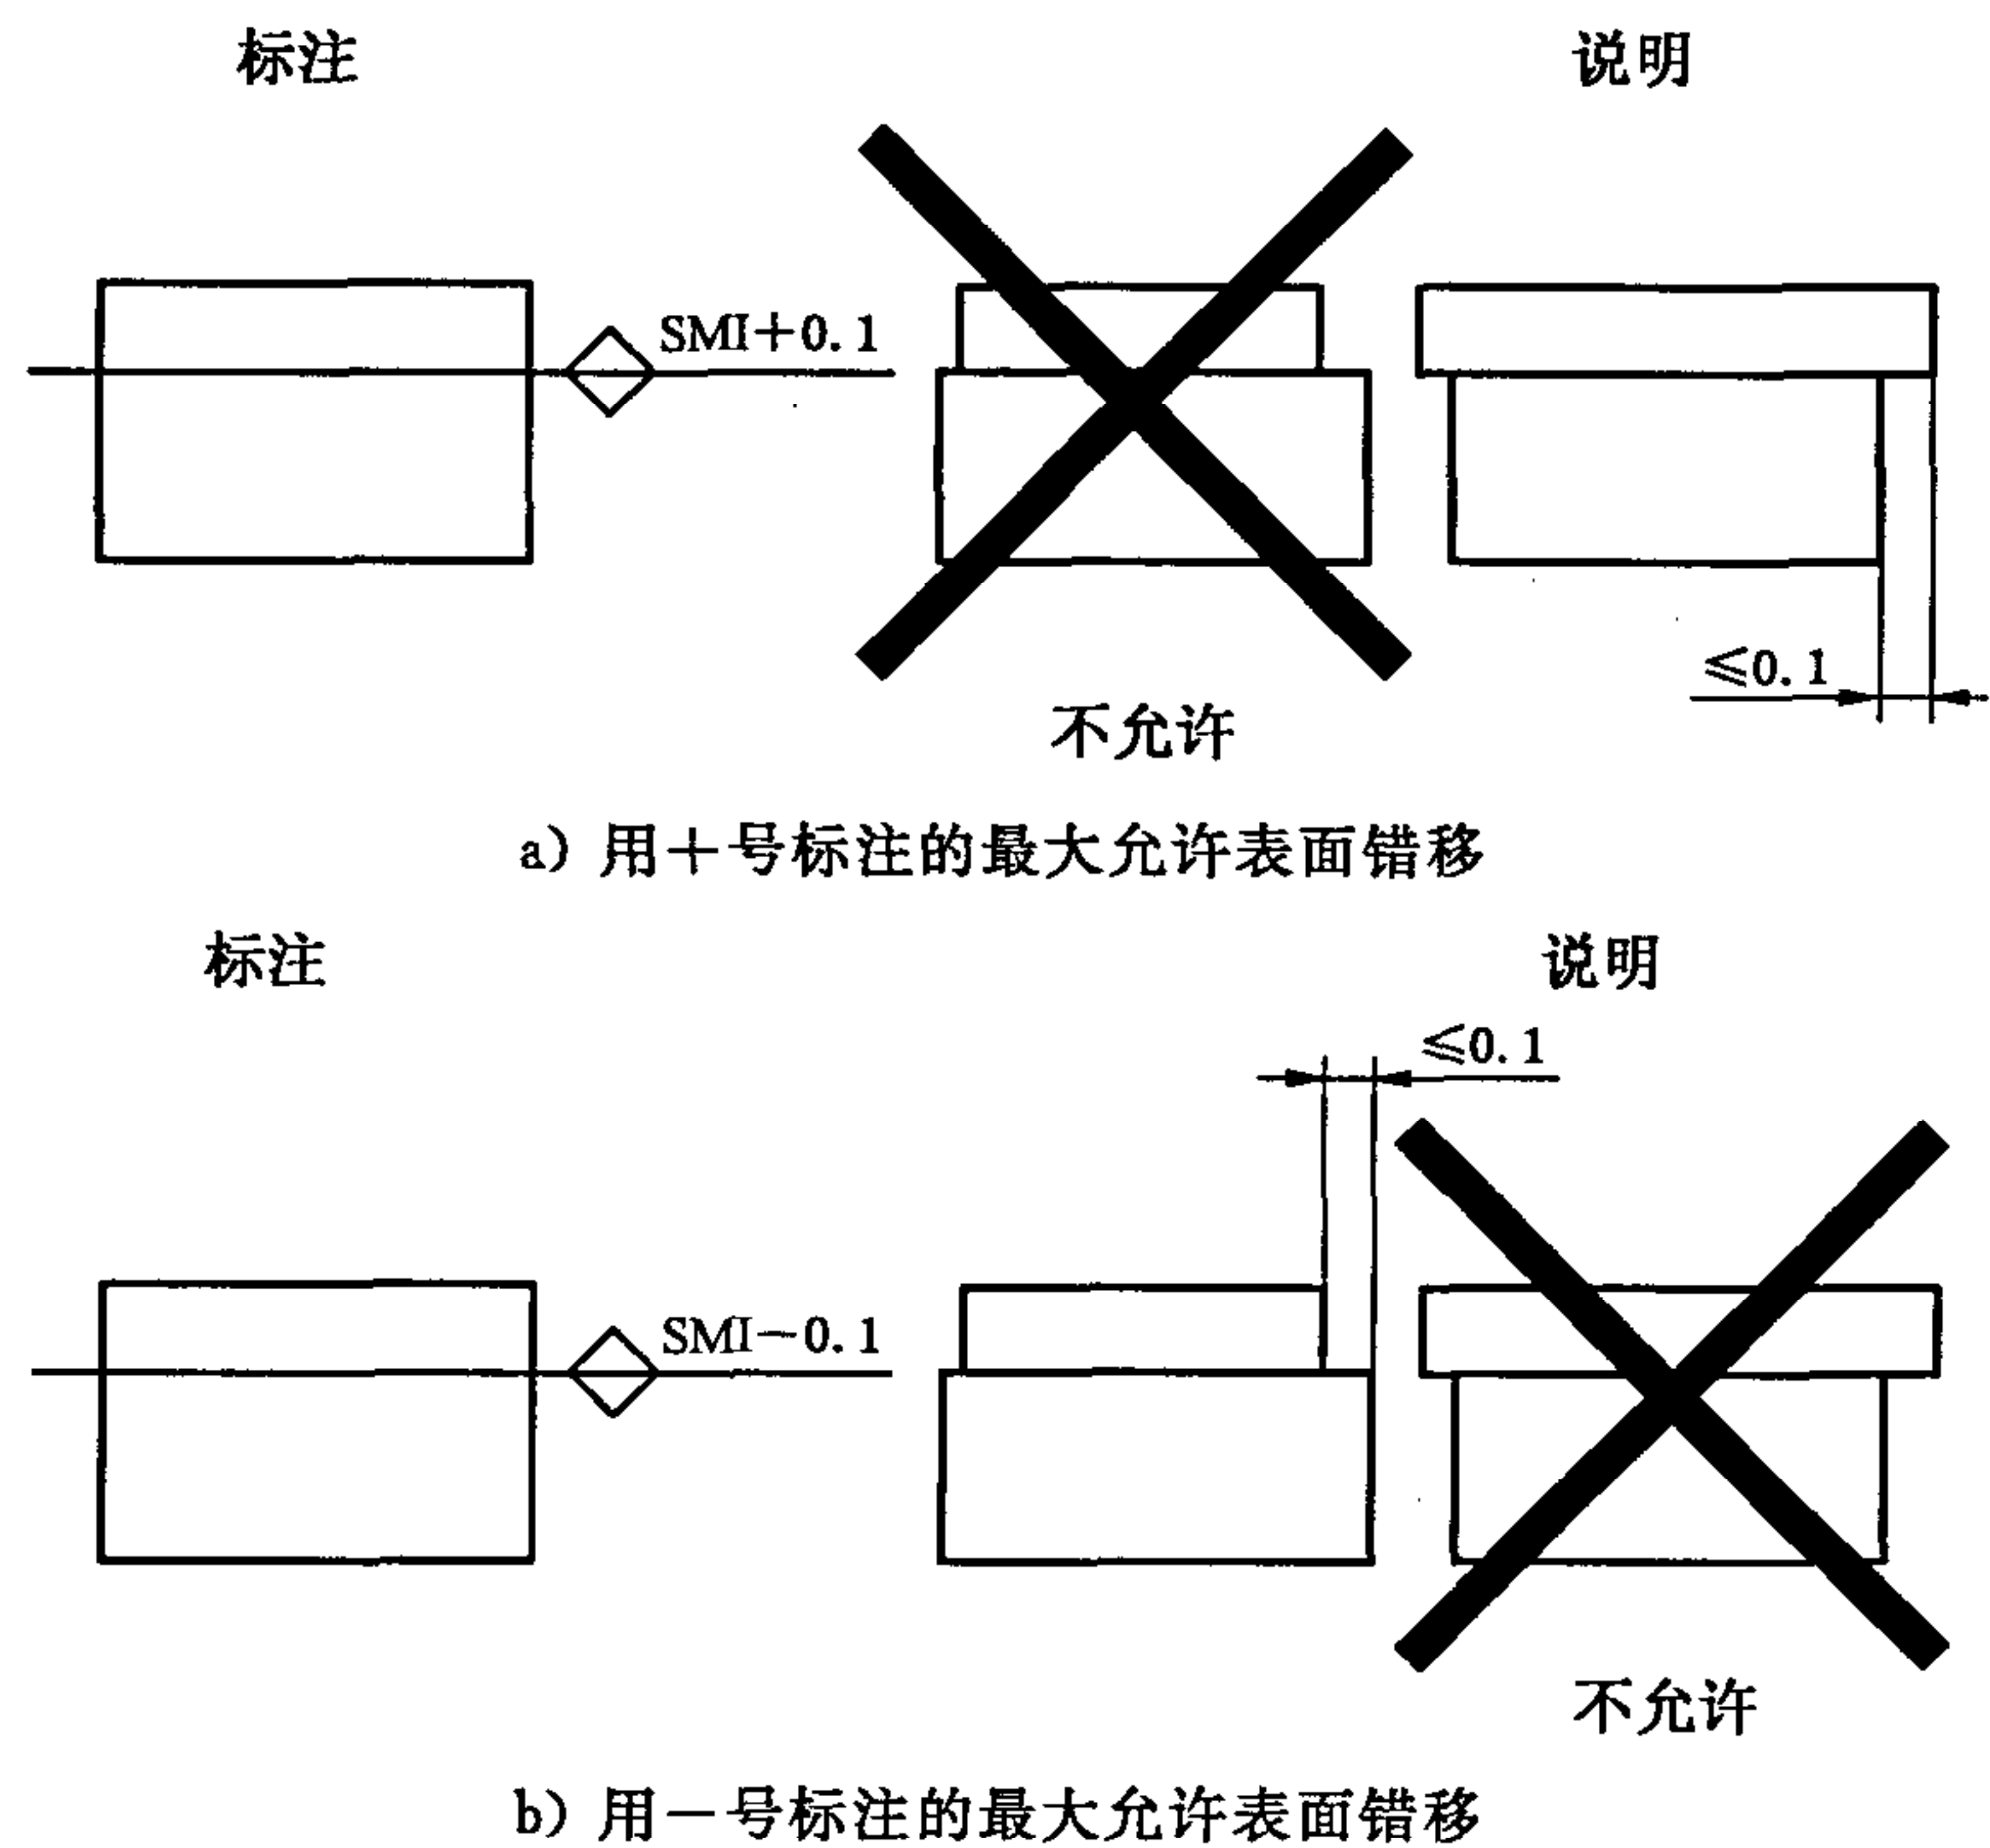 标注 说明
SMI+0.1
≤0.1
不允许
a) 用+号标注的最大允许表面错移
标注 说明
≤0.1
SMI-0.1
不允许
b) 用-号标注的最大允许表面错移